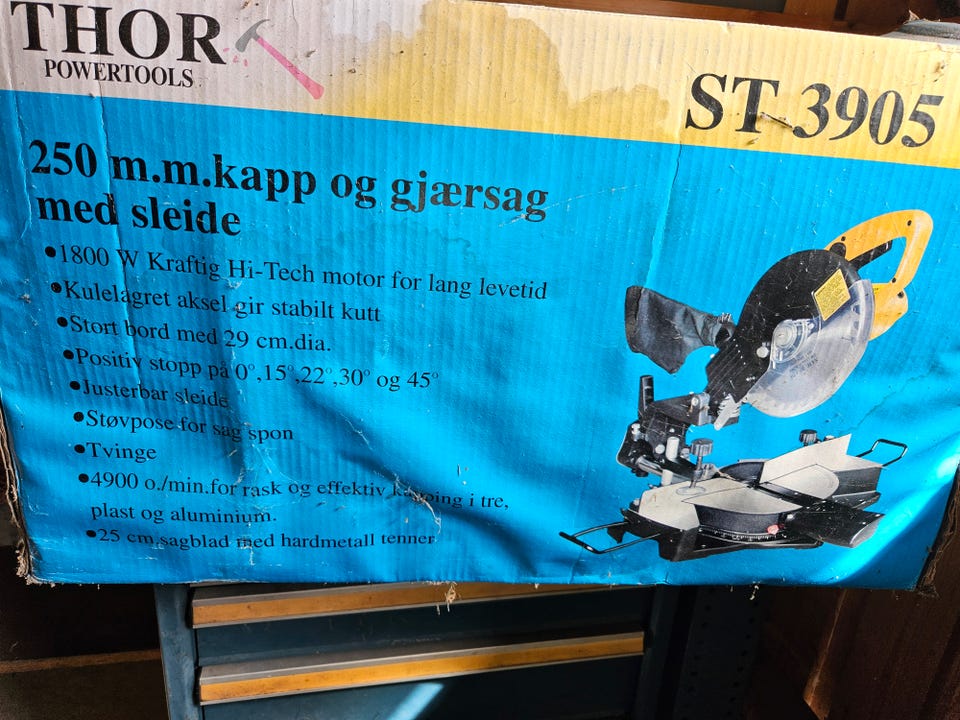 THOR
POWERTOOLS
ST 3905
250 m.m.kapp og gjærsag
med sleide
•1800 W Kraftig Hi-Tech motor for lang levetid
•Kulelagret aksel gir stabilt kutt
•Stort bord med 29 cm.dia.
•Positiv stopp på 0°,15°,22°,30° og 45°
•Justerbar sleide
•Støvpose for sag spon
•Tvinge
•4900 o./min.for rask og effektiv kapping i tre,
plast og aluminium.
•25 cm.sagblad med hardmetall tenner